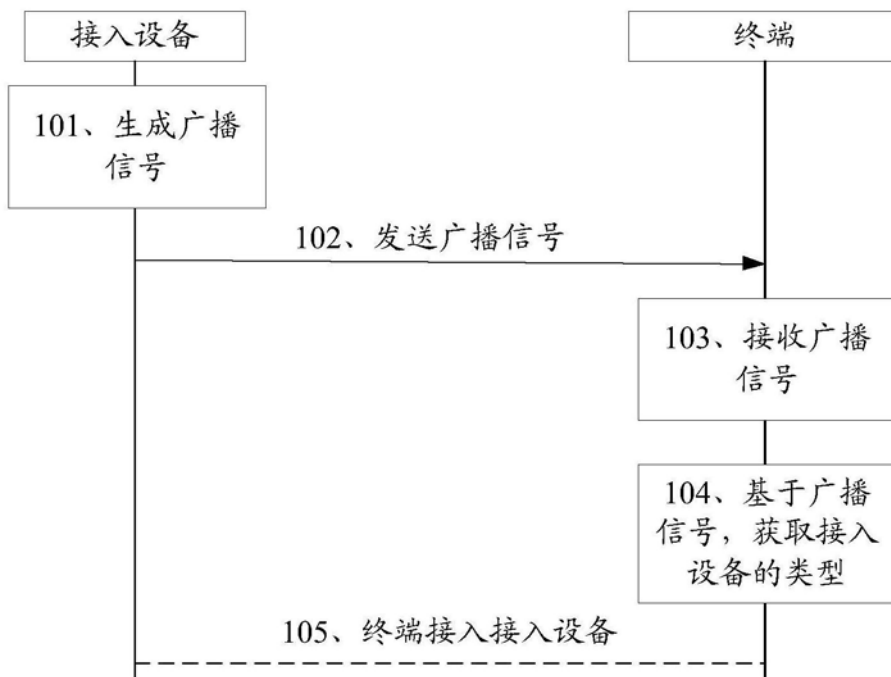 接入设备
终端
101、生成广播
信号
102、发送广播信号
103、接收广播
信号
104、基于广播
信号，获取接入
设备的类型
105、终端接入接入设备